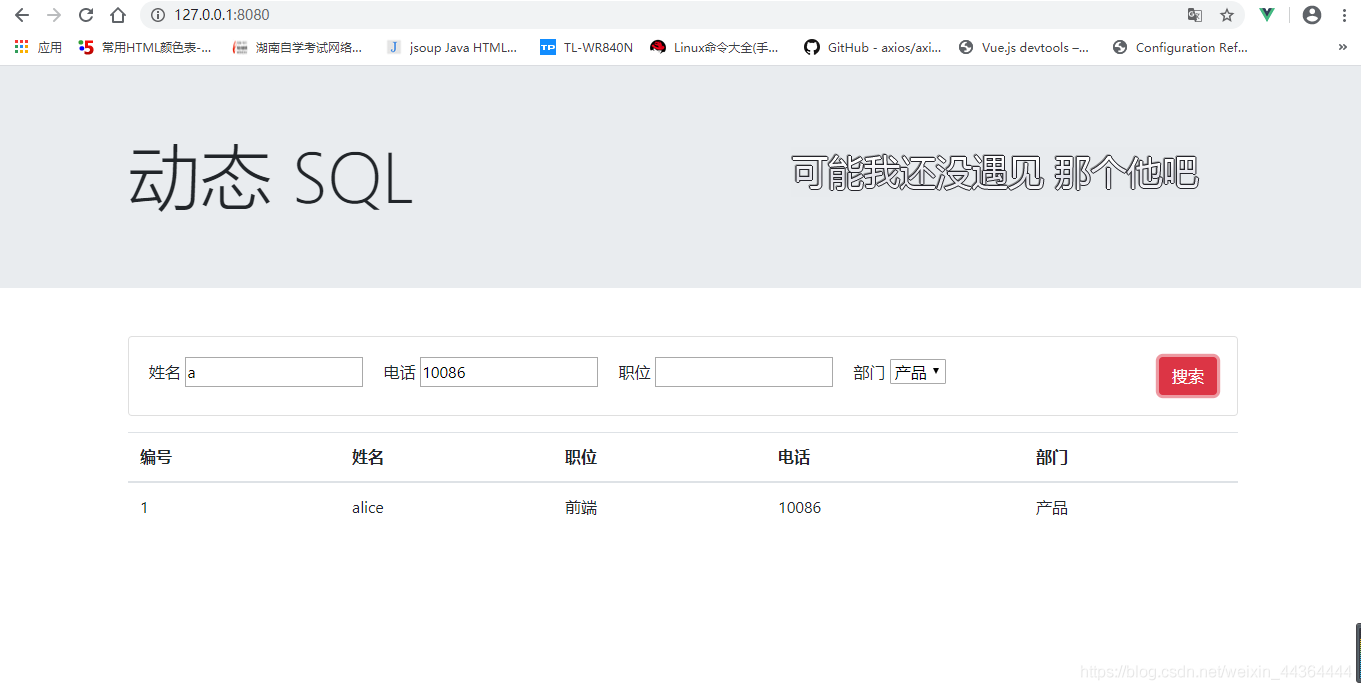 127.0.0.1:8080
应用 常用HTML颜色表-... 湖南自学考试网络... jsoup Java HTML... TL-WR840N Linux命令大全(手... GitHub - axios/axi... Vue.js devtools –... Configuration Ref... »
动态 SQL
可能我还没遇见 那个他吧
姓名 a 电话 10086 职位 部门 产品 搜索
编号 姓名 职位 电话 部门
1 alice 前端 10086 产品
https://blog.csdn.net/weixin_44364444